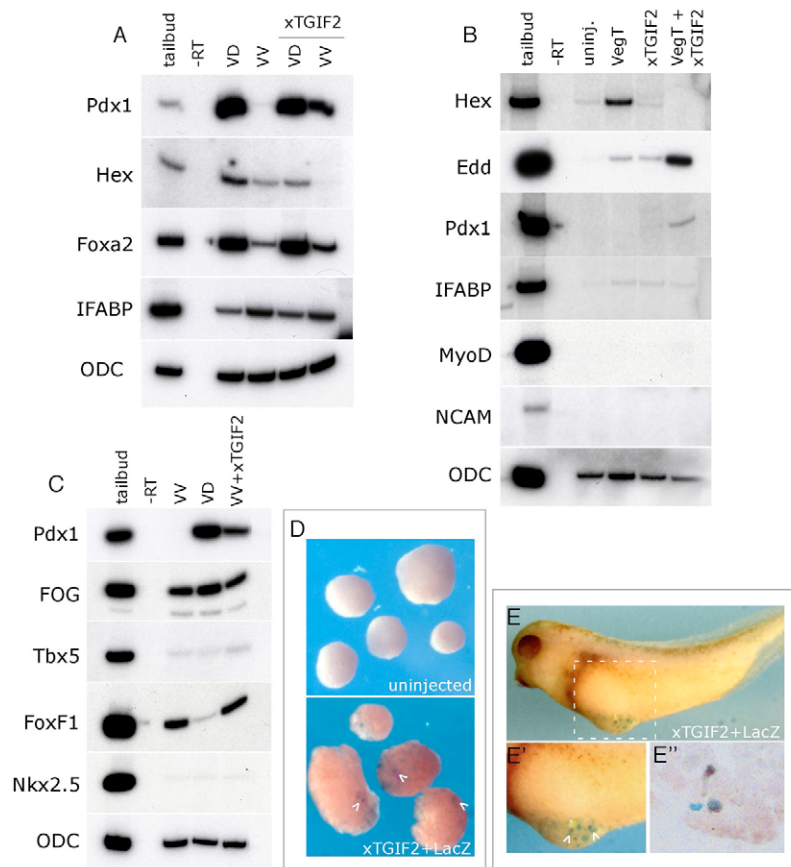 A
xTGIF2
tailbud
-RT
VD
VV
VD
VV
Pdx1
Hex
Foxa2
IFABP
ODC
B
tailbud
-RT
uninj.
VegT
xTGIF2
VegT +
xTGIF2
Hex
Edd
Pdx1
IFABP
MyoD
NCAM
ODC
C
tailbud
-RT
VV
VD
VV+xTGIF2
Pdx1
FOG
Tbx5
FoxF1
Nkx2.5
ODC
D
uninjected
xTGIF2+LacZ
E
xTGIF2+LacZ
E'
E"